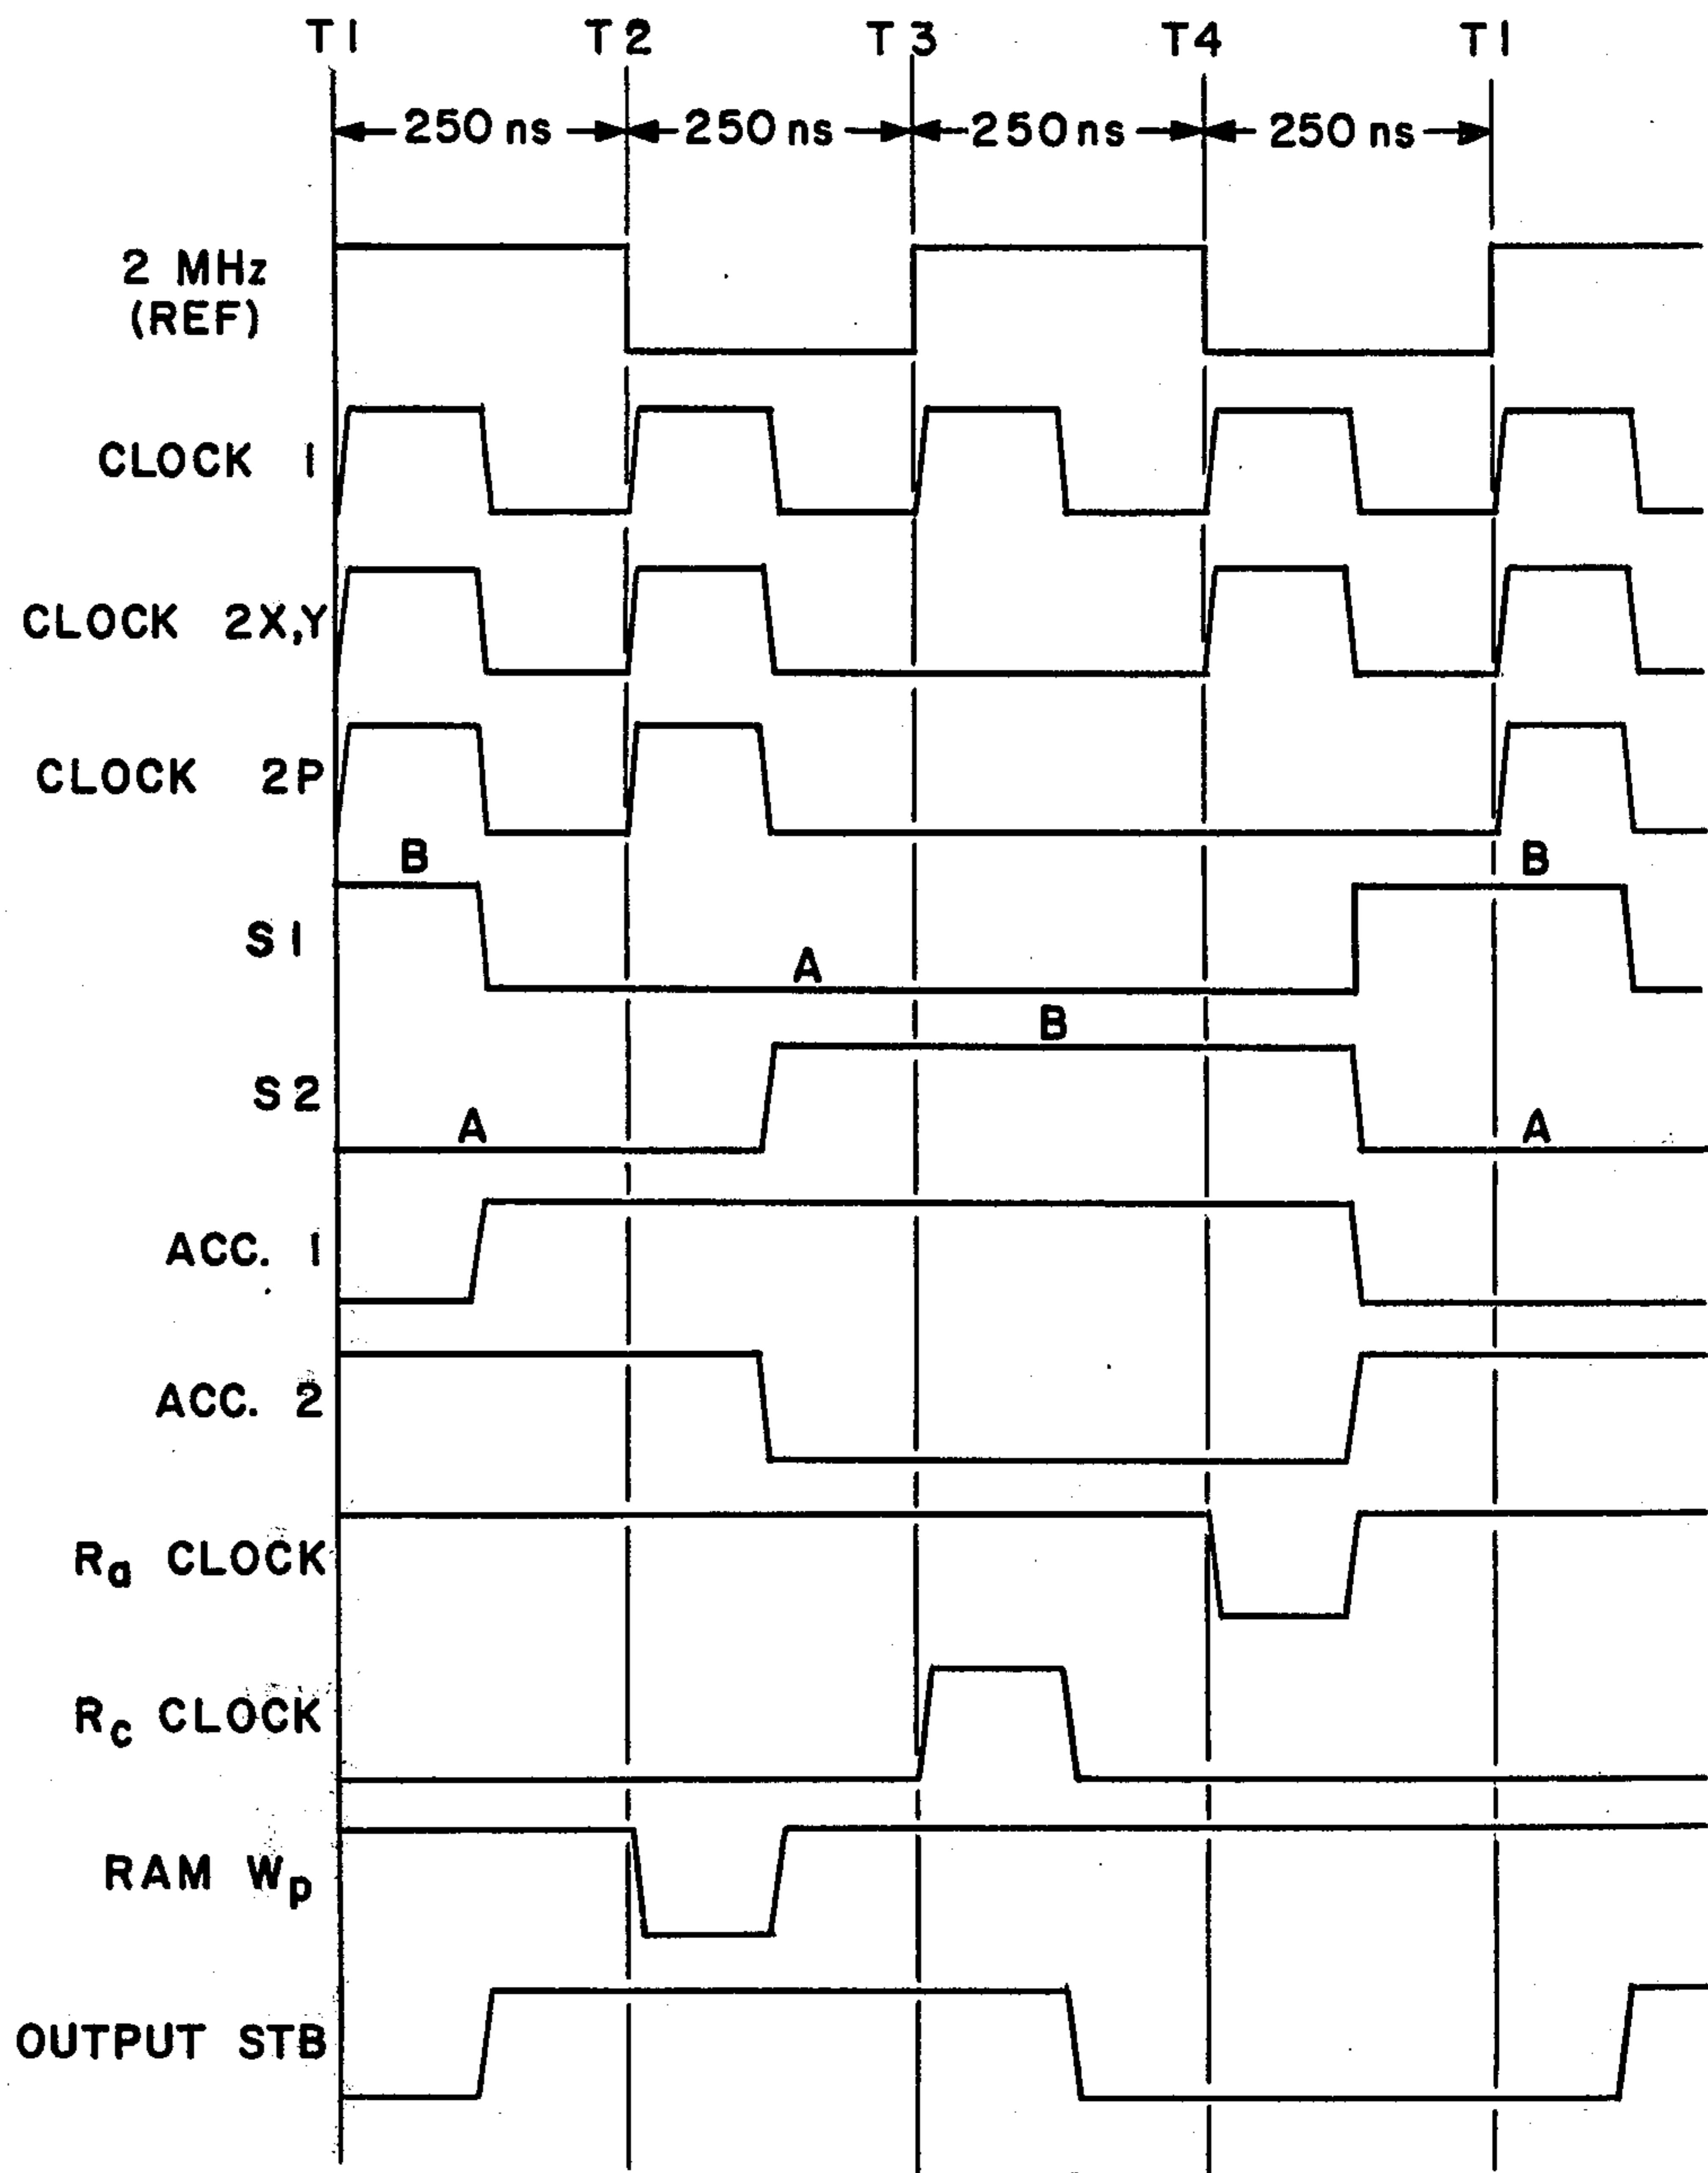 T1 T2 T3 T4 T1
250 ns 250 ns 250 ns 250 ns
2 MHz
(REF)
CLOCK 1
CLOCK 2X,Y
CLOCK 2P
B B
S1
A
B
S2
A A
ACC. 1
ACC. 2
Ra CLOCK
Rc CLOCK
RAM Wp
OUTPUT STB